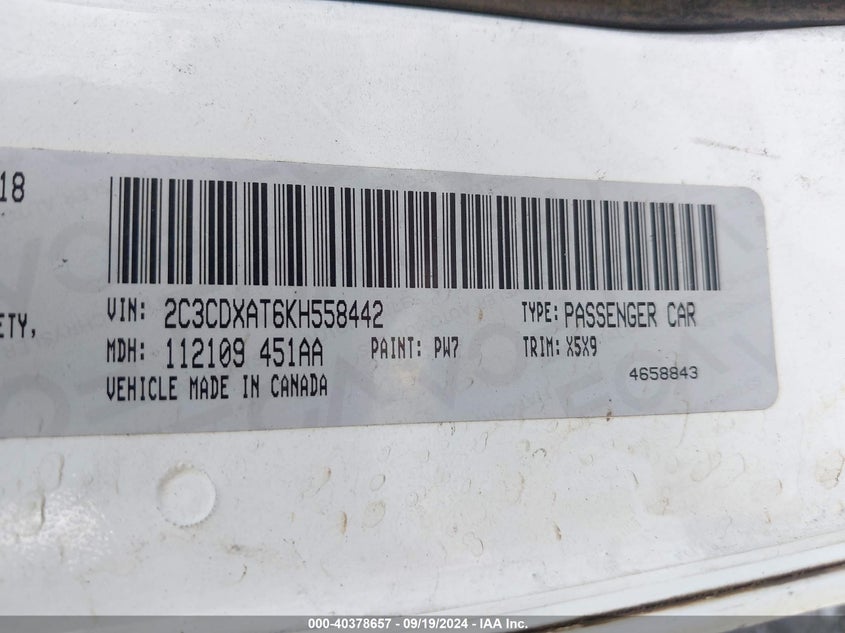 18
VIN: 2C3CDXAT6KH558442 TYPE: PASSENGER CAR
ETY,
MDH: 112109 451AA PAINT: PW7 TRIM: X5X9
VEHICLE MADE IN CANADA 4658843
000-40378657 - 09/19/2024 - IAA Inc.